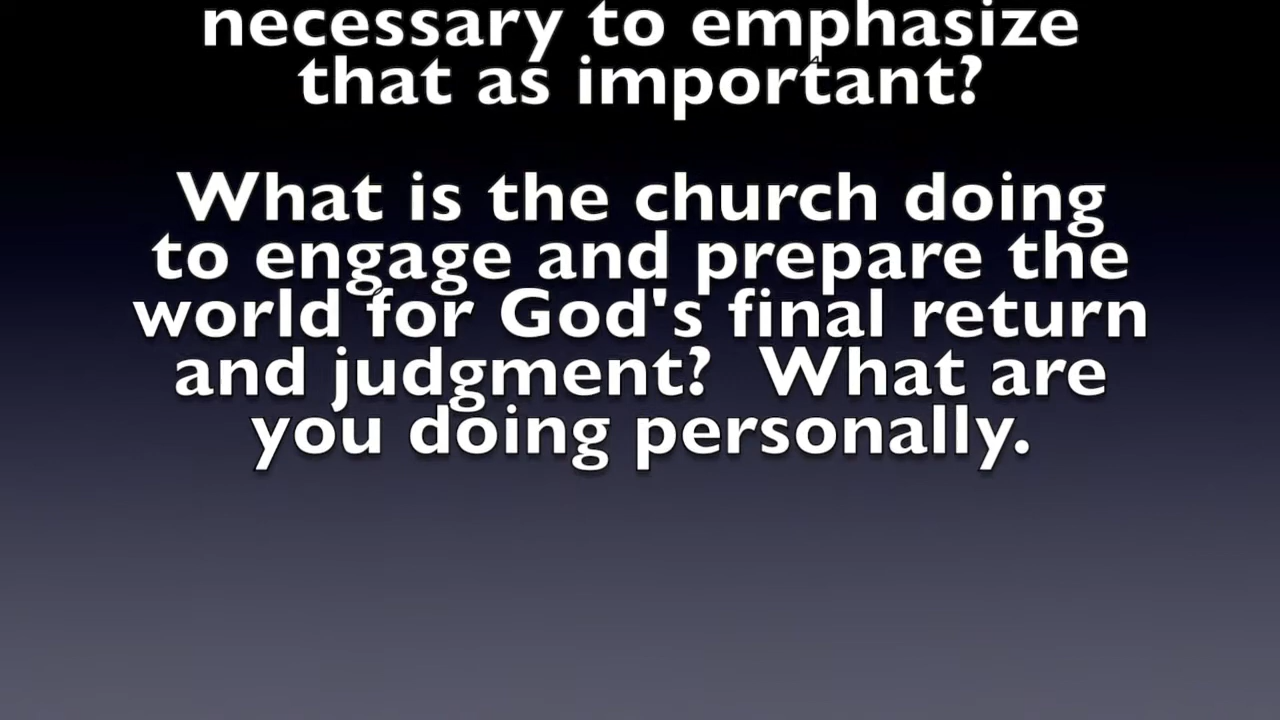 necessary to emphasize
that as important?
What is the church doing
to engage and prepare the
world for God's final return
and judgment?  What are
you doing personally.